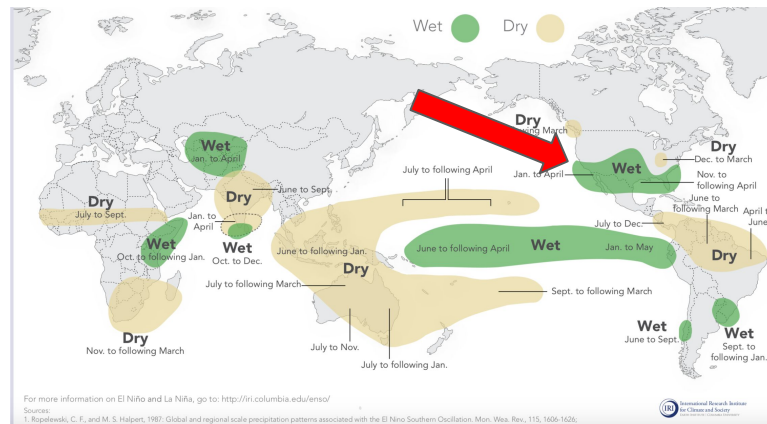 Wet
Dry
Dry
ing March
Dry
Dec. to March
Wet
Jan. to April
Wet
Jan. to April
Nov. to
following April
June to
following March
April t
June
July to Dec.
Dry
July to following April
Dry
June to Sept.
Dry
July to Sept.
Jan. to
April
Wet
Oct. to following Jan.
Wet
Oct. to Dec.
June to following Jan.
Dry
June to following April
Wet
Jan. to May
July to following March
Sept. to following March
Dry
Nov. to following March
July to Nov.
July to following Jan.
Wet
June to Sept.
Wet
Sept. to
following Jan.
For more information on El Niño and La Niña, go to: http://iri.columbia.edu/enso/
Sources:
1. Ropelewski, C. F., and M. S. Halpert, 1987: Global and regional scale precipitation patterns associated with the El Nino Southern Oscillation. Mon. Wea. Rev., 115, 1606-1626;
IRI
International Research Institute
for Climate and Society